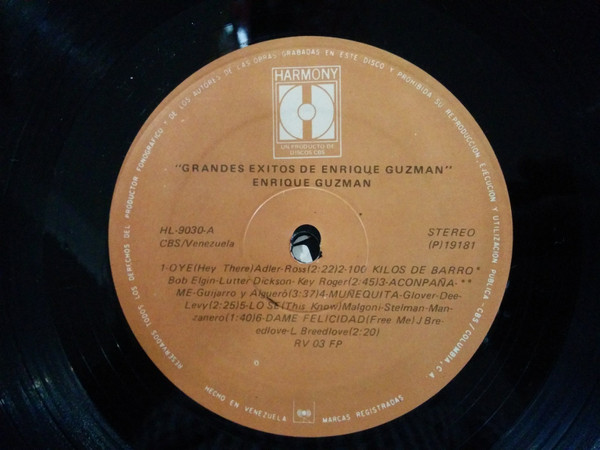 RESERVADOS TODOS LOS DERECHOS DEL PRODUCTOR FONOGRAFICO Y DE LOS AUTORES DE LAS OBRAS GRABADAS EN ESTE DISCO Y PROHIBIDA SU REPRODUCCION, EJECUCION Y UTILIZACION PUBLICA. CBS/COLUMBIA, C. A.
HARMONY
UN PRODUCTO DE
DISCOS CBS
"GRANDES EXITOS DE ENRIQUE GUZMAN"
ENRIQUE GUZMAN
HL-9030-A
CBS/Venezuela
STEREO
(P)19181
1-OYE(Hey There)Adler-Ross(2:22)2-100 KILOS DE BARRO*
Bob Elgin-Lutter-Dickson-Key Roger(2:45)3-ACONPAÑA-**
ME-Guijarro y Algueró(3:37)4-MUÑEQUITA-Glover-Dee-
Levy(2:25)5-LO SE(This Know)Malgoni-Stelman-Man-
zanero(1:40)6-DAME FELICIDAD(Free Me)J Bre-
edlove-L. Breedlove(2:20)
RV 03 FP
HECHO EN VENEZUELA
MARCAS REGISTRADAS